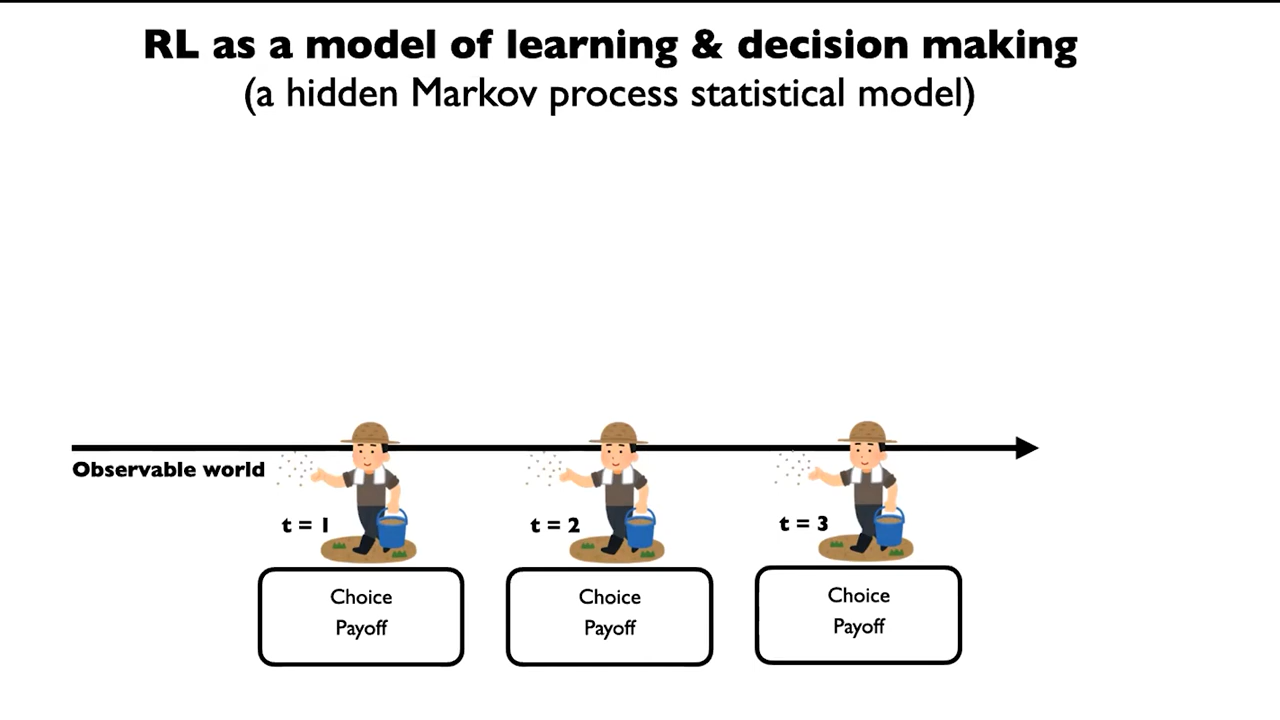 RL as a model of learning & decision making
(a hidden Markov process statistical model)
Observable world
t = 1
t = 2
t = 3
Choice
Payoff
Choice
Payoff
Choice
Payoff